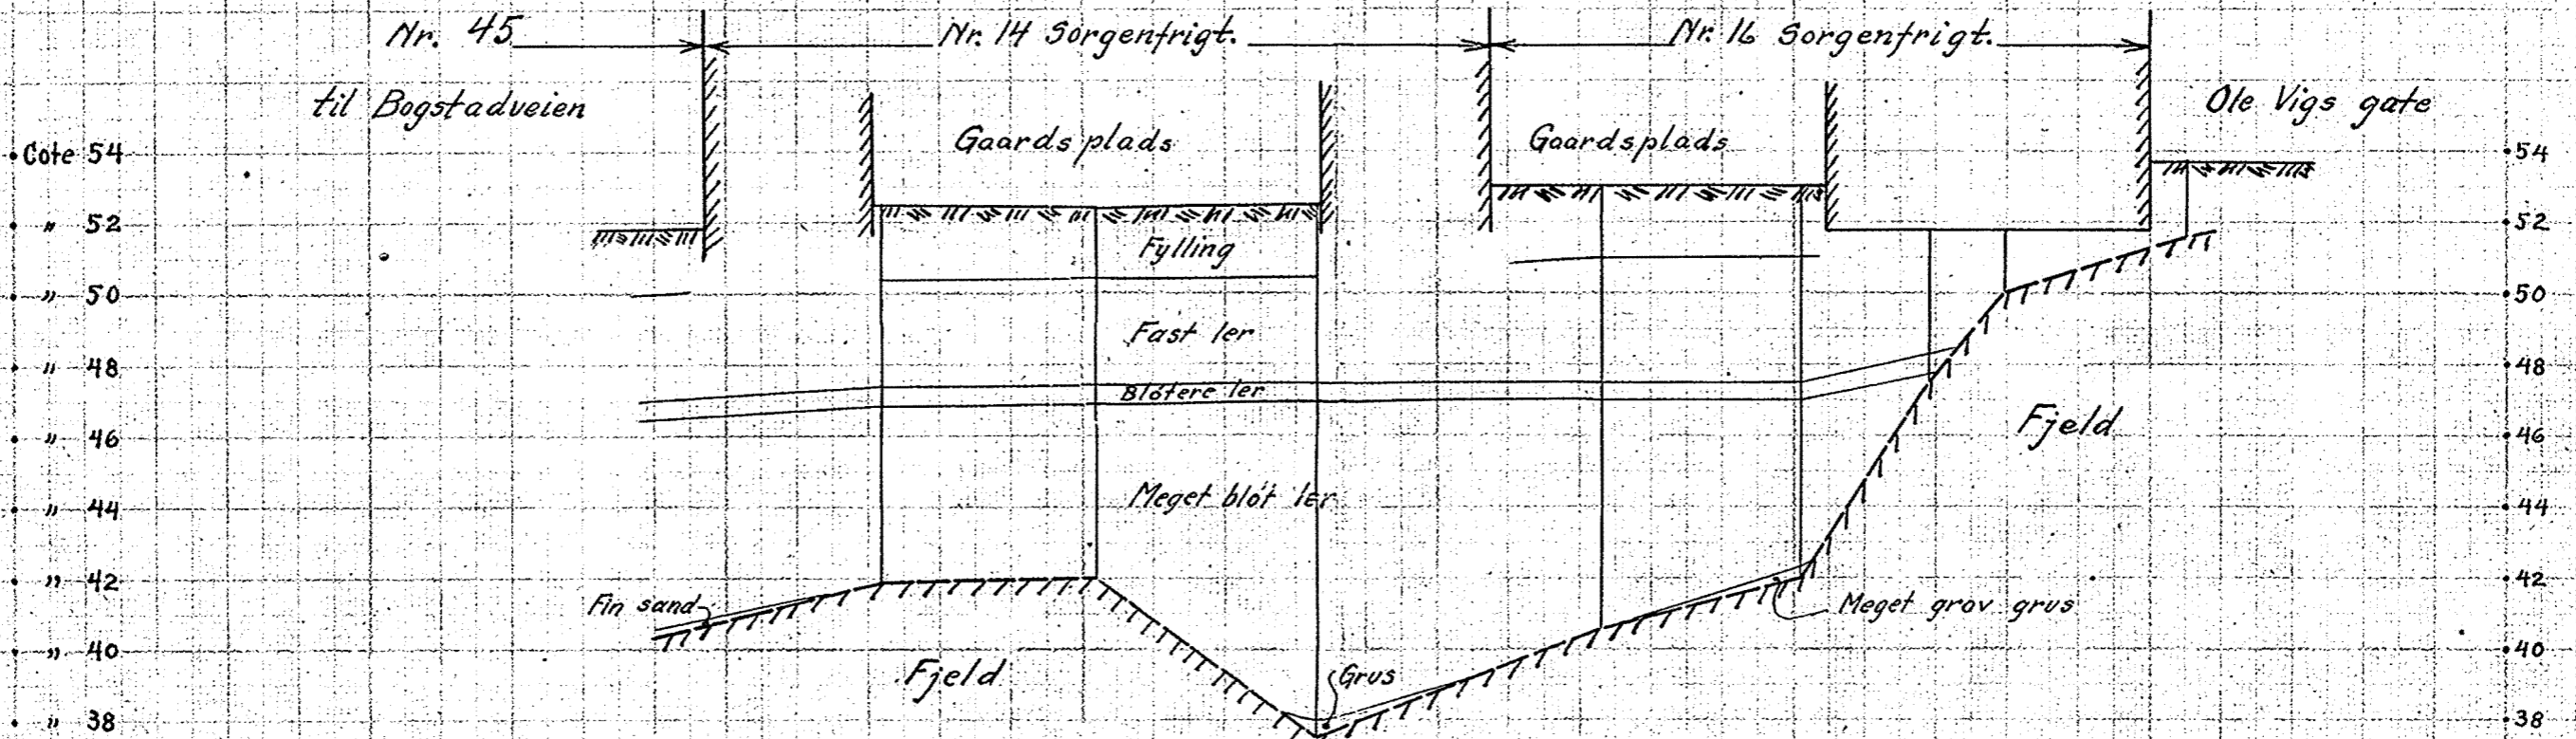 Nr. 45
Nr. 14 Sorgenfrigt.
Nr. 16 Sorgenfrigt.
til Bogstadveien
Gaardsplads
Gaardsplads
Ole Vigs gate
Cote 54
54
" 52
52
Fylling
" 50
50
Fast ler
" 48
48
Blötere ler
" 46
46
Fjeld
" 44
Meget blöt ler
44
" 42
42
Fin sand
Meget grov grus
" 40
40
Fjeld
Grus
" 38
38